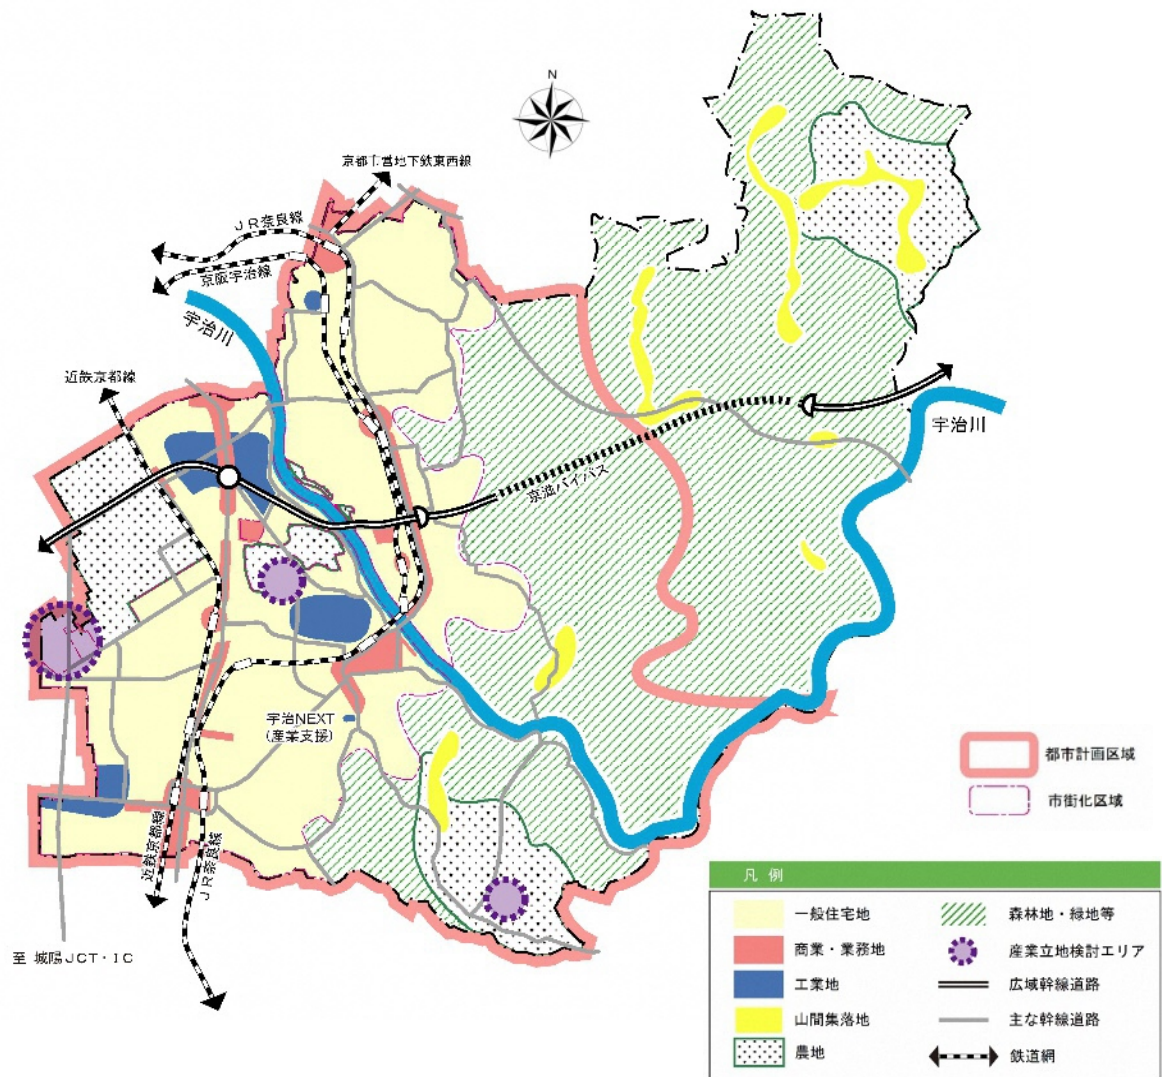 N
京都市営地下鉄東西線
JR奈良線
京阪宇治線
宇治川
近鉄京都線
宇治川
京滋バイパス
宇治NEXT
(産業支援)
近鉄京都線
JR奈良線
至 城陽JCT・IC
都市計画区域
市街化区域
凡 例
一般住宅地
商業・業務地
工業地
山間集落地
農地
森林地・緑地等
産業立地検討エリア
広域幹線道路
主な幹線道路
鉄道網